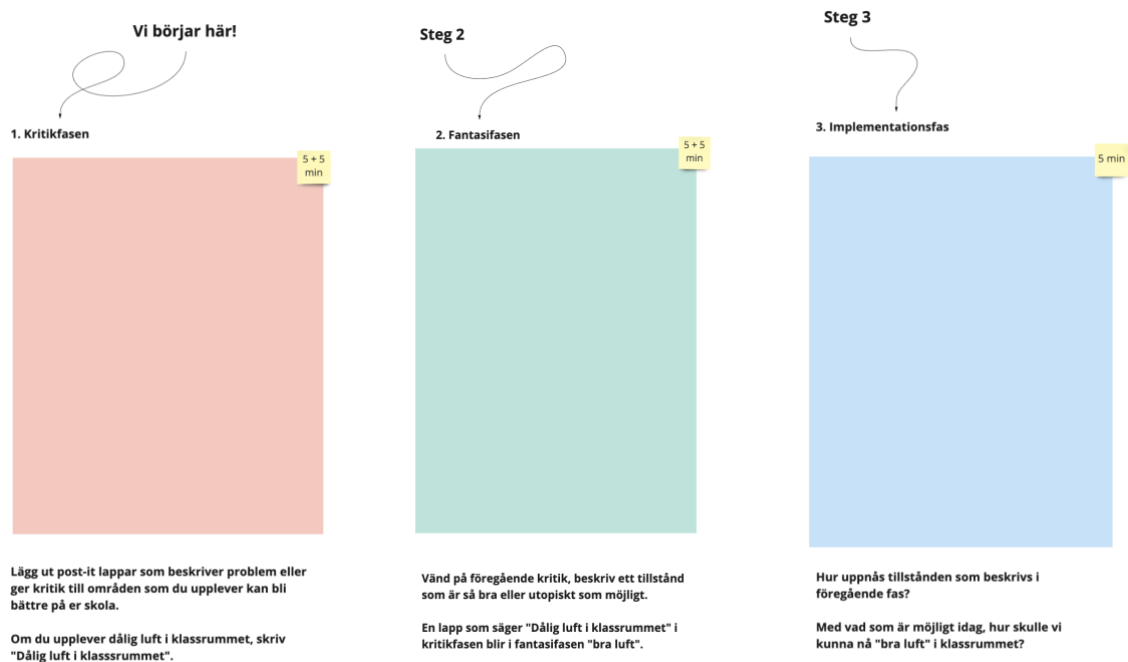 Vi börjar här!
1. Kritikfasen
5 + 5
min
Lägg ut post-it lappar som beskriver problem eller
ger kritik till områden som du upplever kan bli
bättre på er skola.
Om du upplever dålig luft i klassrummet, skriv
"Dålig luft i klasssrummet".
Steg 2
2. Fantasifasen
5 + 5
min
Vänd på föregående kritik, beskriv ett tillstånd
som är så bra eller utopiskt som möjligt.
En lapp som säger "Dålig luft i klassrummet" i
kritikfasen blir i fantasifasen "bra luft".
Steg 3
3. Implementationsfas
5 min
Hur uppnås tillstånden som beskrivs i
föregående fas?
Med vad som är möjligt idag, hur skulle vi
kunna nå "bra luft" i klassrummet?